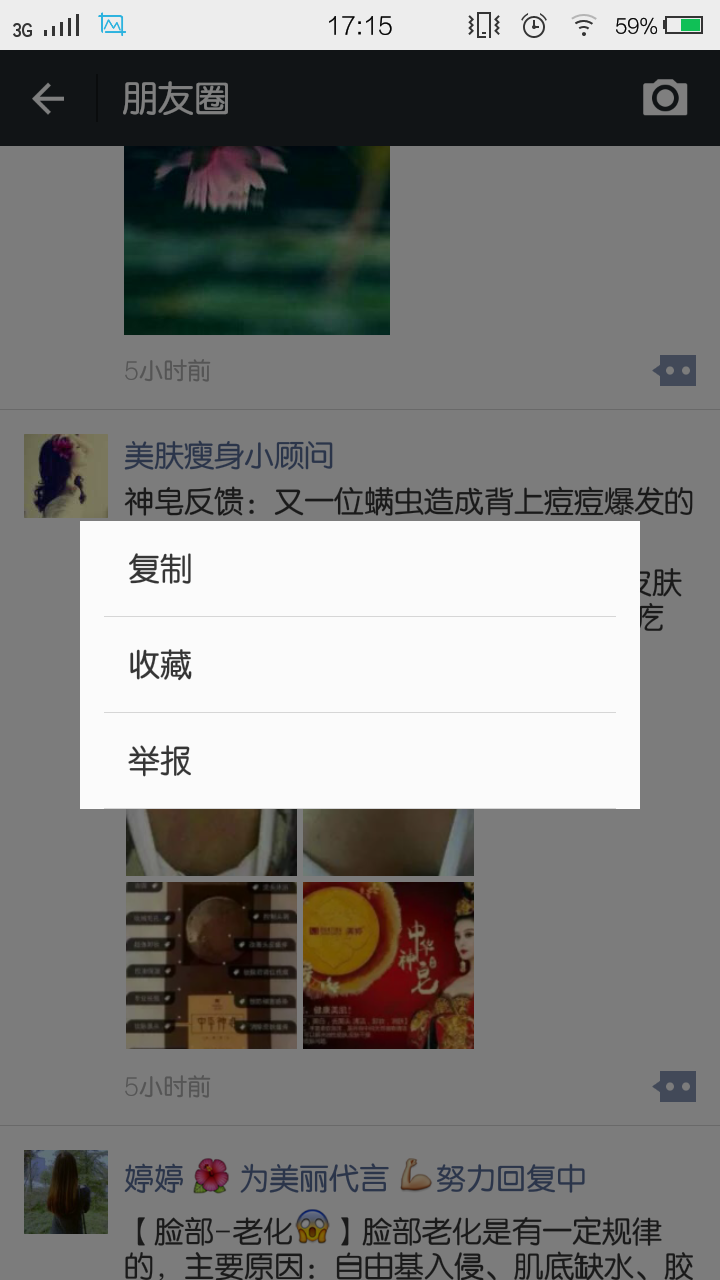 3G
17:15
59%
朋友圈
5小时前
美肤瘦身小顾问
神皂反馈：又一位螨虫造成背上痘痘爆发的
皮肤
疙
复制
收藏
举报
中华
神皂
健康美肌！
5小时前
婷婷🌺为美丽代言💪努力回复中
【脸部-老化😱】脸部老化是有一定规律
的，主要原因：自由基入侵、肌底缺水、胶